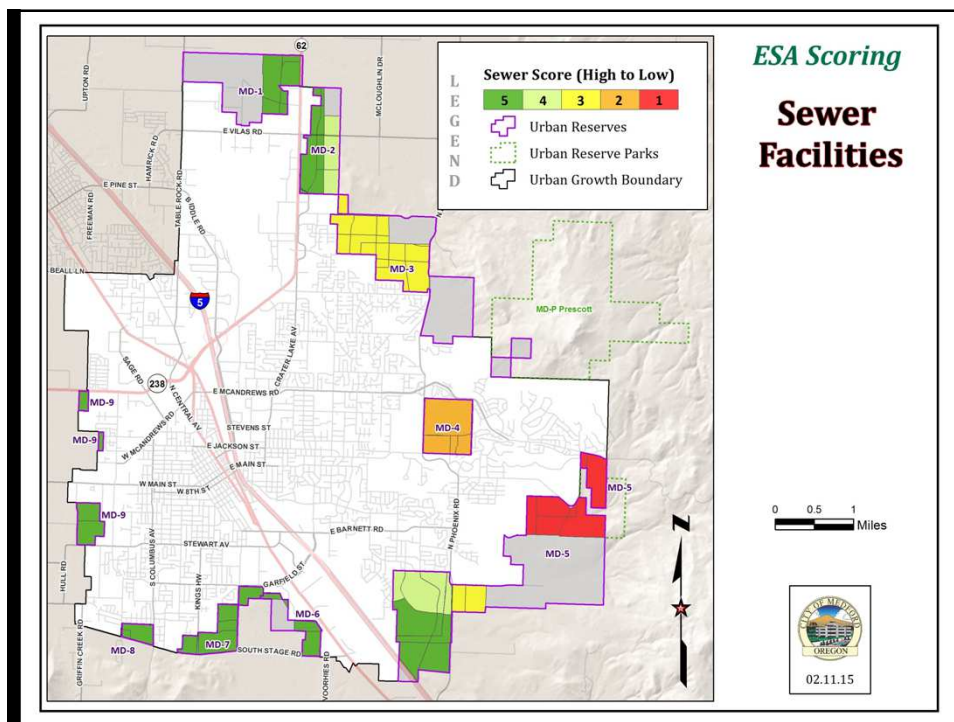 ESA Scoring
Sewer
Facilities
LEGEND
Sewer Score (High to Low)
5 4 3 2 1
Urban Reserves
Urban Reserve Parks
Urban Growth Boundary
62
UPTON RD
MCLOUGHLIN DR
MD-1
E VILAS RD
HAMRICK RD
TABLE ROCK RD
MD-2
E PINE ST
BIDDLE RD
FREEMAN RD
N
MD-3
BEALL LN
5
MD-P Prescott
CRATER LAKE AV
SAGE RD
238
N CENTRAL AV
E MCANDREWS RD
MD-9
W MCANDREWS RD
STEVENS ST
MD-4
MD-9
E JACKSON ST
E MAIN ST
W MAIN ST
W 8TH ST
MD-5
N PHOENIX RD
MD-9
E BARNETT RD
STEWART AV
MD-5
S COLUMBUS AV
HULL RD
KINGS HW
GARFIELD ST
MD-6
MD-7
MD-8
SOUTH STAGE RD
GRIFFIN CREEK RD
VOORHIES RD
N
0 0.5 1
Miles
CITY OF MEDFORD
OREGON
02.11.15